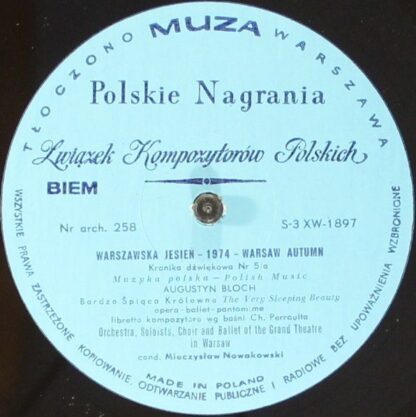 TŁOCZONO MUZA WARSZAWA
Polskie Nagrania
Związek Kompozytorów Polskich
BIEM
Nr arch. 258
S-3 XW-1897
WARSZAWSKA JESIEŃ - 1974 - WARSAW AUTUMN
Kronika dźwiękowa Nr 5/a
Muzyka polska - Polish Music
AUGUSTYN BLOCH
Bardzo Śpiąca Królewna The Very Sleeping Beauty
opera-ballet-pantomime
libretto kompozytora wg baśni Ch. Perraulta
Orchestra, Soloists, Choir and Ballet of the Grand Theatre
in Warsaw
cond. Mieczysław Nowakowski
MADE IN POLAND
WSZYSTKIE PRAWA ZASTRZEŻONE KOPIOWANIE, ODTWARZANIE PUBLICZNE I RADIOWE BEZ UPOWAŻNIENIA WZBRONIONE